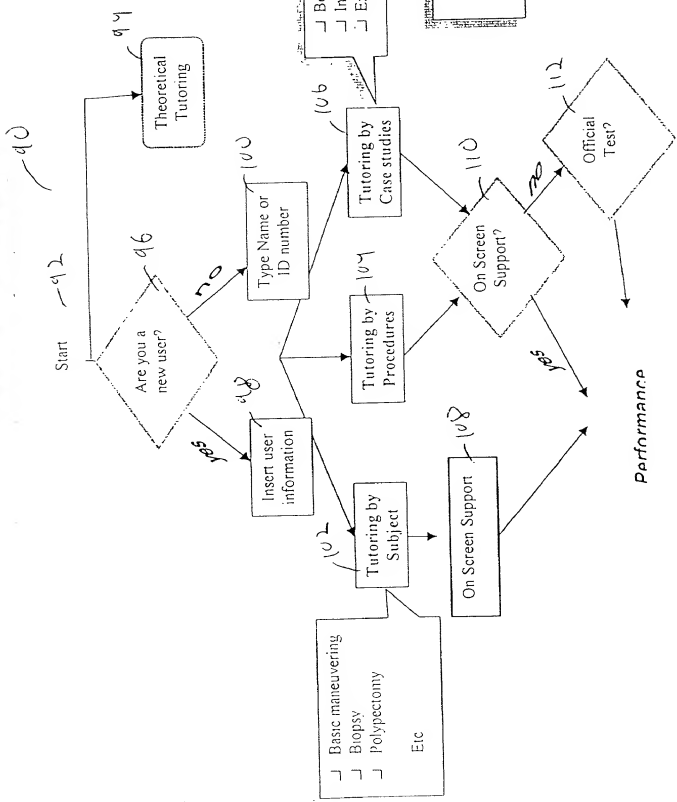 90
Start
92
94
Theoretical
Tutoring
96
Are you a
new user?
yes
no
98
Insert user
information
100
Type Name or
ID number
102
Tutoring by
Subject
104
Tutoring by
Procedures
106
Tutoring by
Case studies
Basic maneuvering
Biopsy
Polypectomy
Etc
108
On Screen Support
110
On Screen
Support?
yes
no
112
Official
Test?
Performance